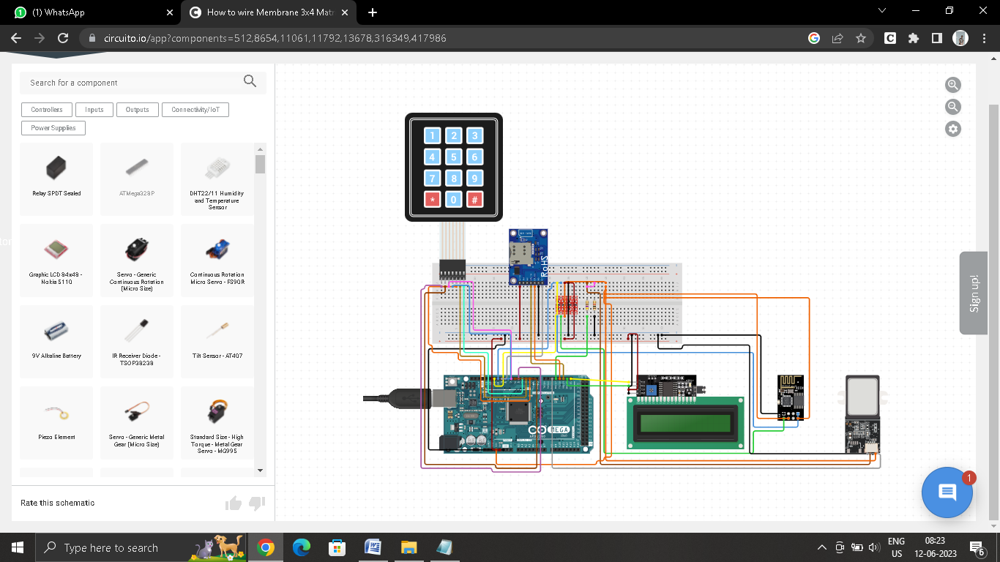 (1) WhatsApp
How to wire Membrane 3x4 Matr
circuito.io/app?components=512,8654,11061,11792,13678,316349,417986
Search for a component
Controllers
Inputs
Outputs
Connectivity/IoT
Power Supplies
Relay SPDT Sealed
ATMega328P
DHT22/11 Humidity
and Temperature
Sensor
Graphic LCD 84x48 -
Nokia 5110
Servo - Generic
Continuous Rotation
(Micro Size)
Continuous Rotation
Micro Servo - FS90R
9V Alkaline Battery
IR Receiver Diode -
TSOP38238
Tilt Sensor - AT407
Piezo Element
Servo - Generic Metal
Gear (Micro Size)
Standard Size - High
Torque - Metal Gear
Servo - MG995
Rate this schematic
1 2 3
4 5 6
7 8 9
* 0 #
RoHS
MEGA
ARDUINO
Sign up!
1
Type here to search
ENG
US
08:23
12-06-2023
6